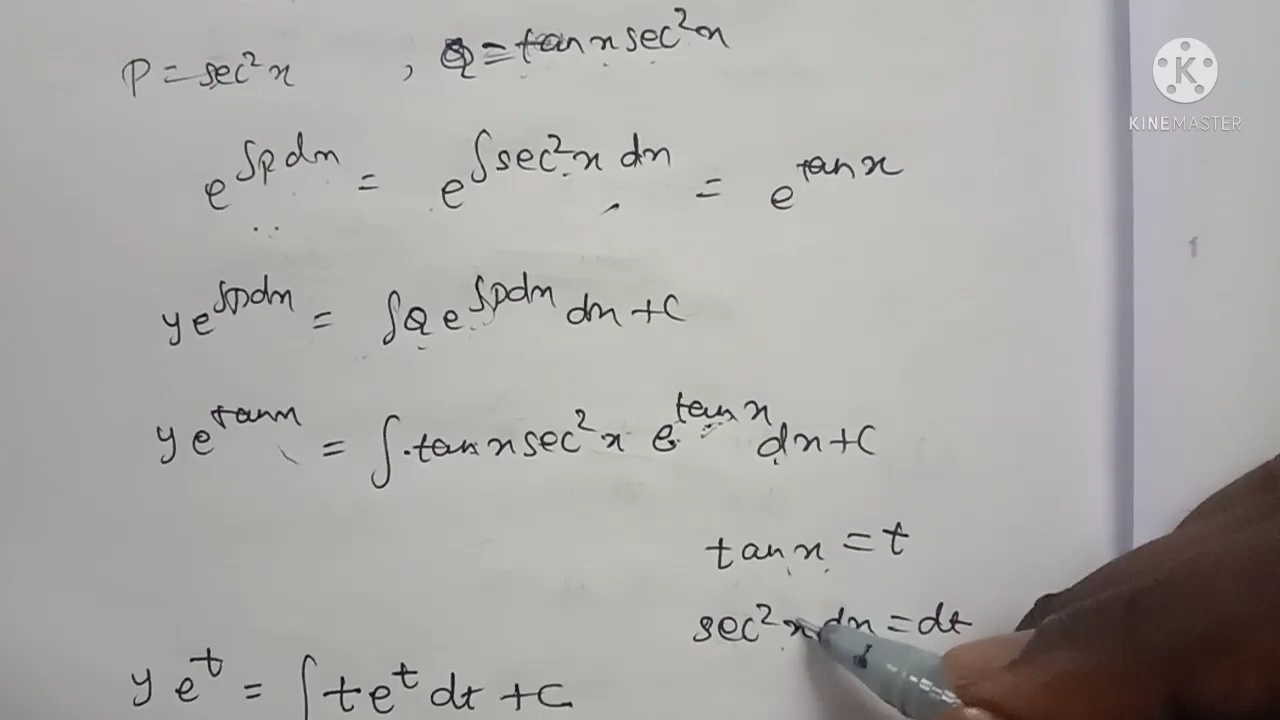 P = sec²x , Q = tan x sec²x
K
KINEMASTER
e^∫P dx = e^∫sec²x dx = e^tan x
y e^∫P dx = ∫Q e^∫P dx dx + C
y e^tan x = ∫ tan x sec²x e^tan x dx + C
tan x = t
sec²x dx = dt
y e^t = ∫ t e^t dt + C